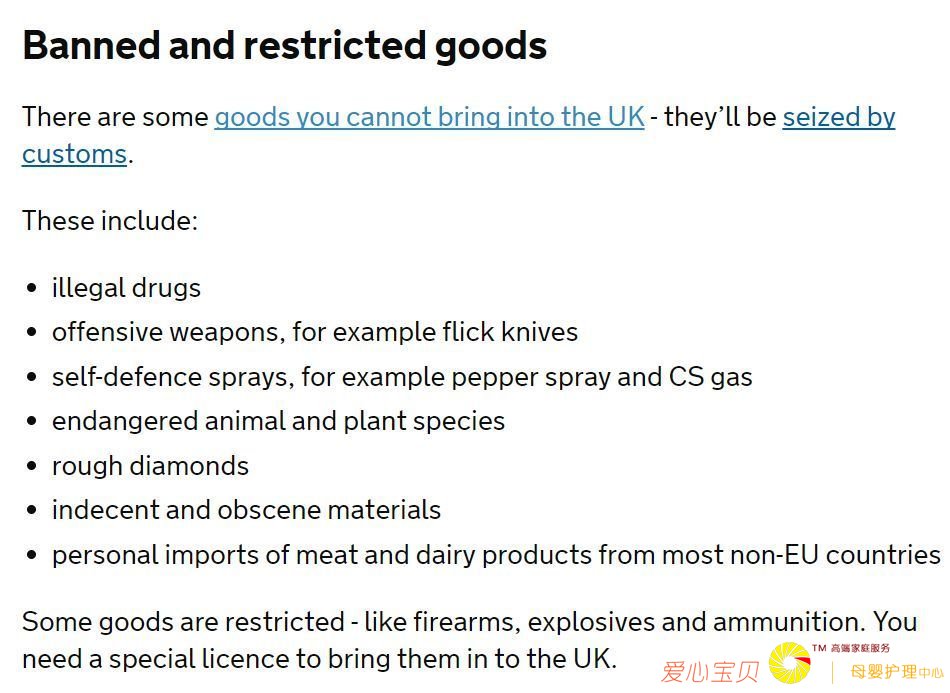 Banned and restricted goods
There are some goods you cannot bring into the UK - they’ll be seized by
customs.
These include:
• illegal drugs
• offensive weapons, for example flick knives
• self-defence sprays, for example pepper spray and CS gas
• endangered animal and plant species
• rough diamonds
• indecent and obscene materials
• personal imports of meat and dairy products from most non-EU countries
Some goods are restricted - like firearms, explosives and ammunition. You
need a special licence to bring them in to the UK.
爱心宝贝 TM 高端家庭服务
母婴护理中心